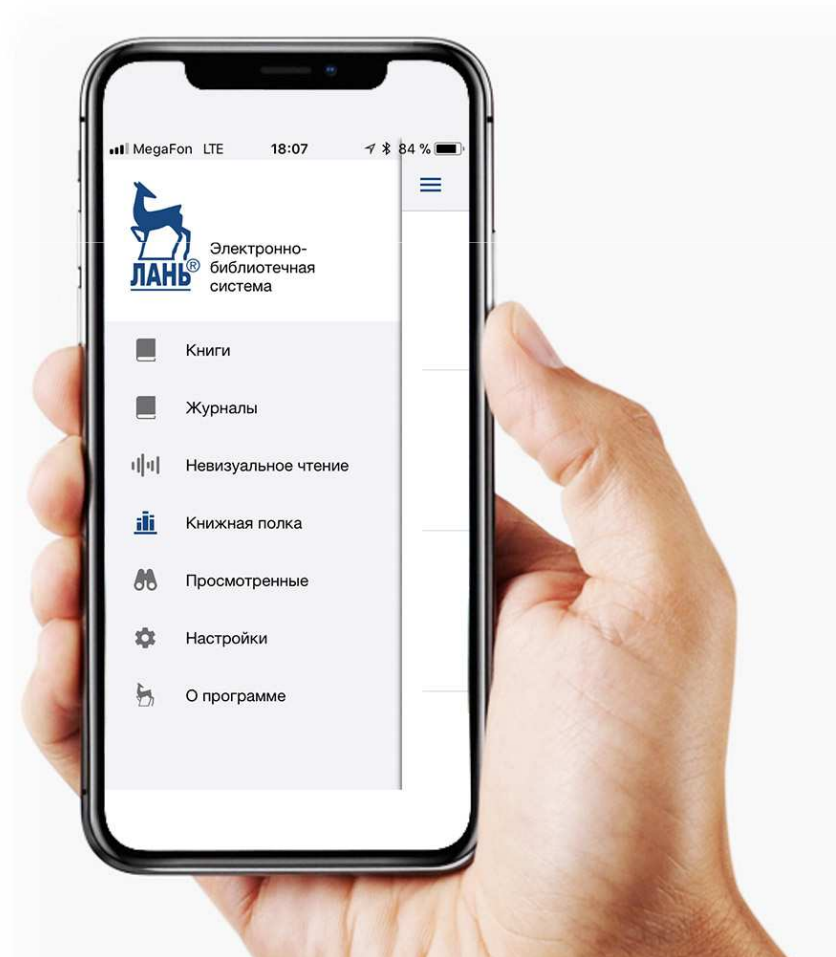 MegaFon LTE 18:07 84 %
ЛАНЬ®
Электронно-
библиотечная
система
Книги
Журналы
Невизуальное чтение
Книжная полка
Просмотренные
Настройки
О программе